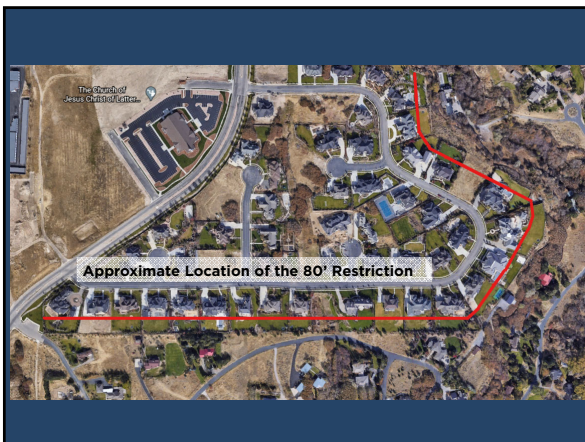 The Church of
Jesus Christ of Latter...
Approximate Location of the 80' Restriction